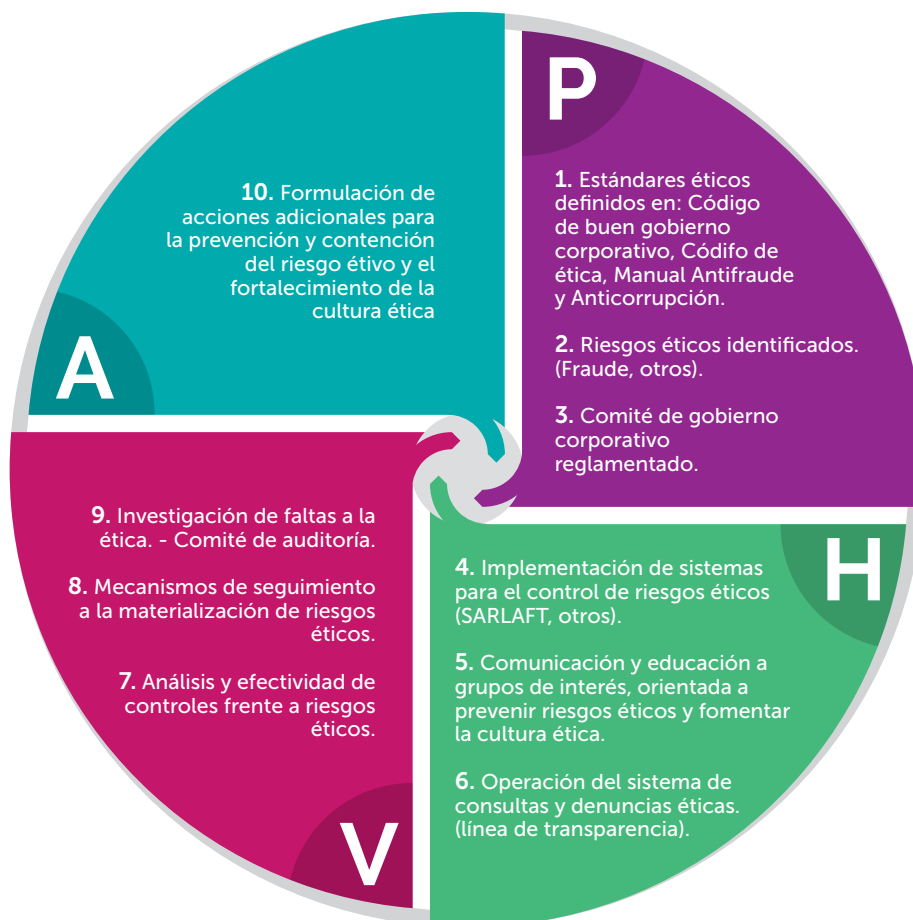 P
1. Estándares éticos
definidos en: Código
de buen gobierno
corporativo, Códifo de
ética, Manual Antifraude
y Anticorrupción.
2. Riesgos éticos identificados.
(Fraude, otros).
3. Comité de gobierno
corporativo
reglamentado.
H
4. Implementación de sistemas
para el control de riesgos éticos
(SARLAFT, otros).
5. Comunicación y educación a
grupos de interés, orientada a
prevenir riesgos éticos y fomentar
la cultura ética.
6. Operación del sistema de
consultas y denuncias éticas.
(línea de transparencia).
V
9. Investigación de faltas a la
ética. - Comité de auditoría.
8. Mecanismos de seguimiento
a la materialización de riesgos
éticos.
7. Análisis y efectividad de
controles frente a riesgos
éticos.
A
10. Formulación de
acciones adicionales para
la prevención y contención
del riesgo étivo y el
fortalecimiento de la
cultura ética